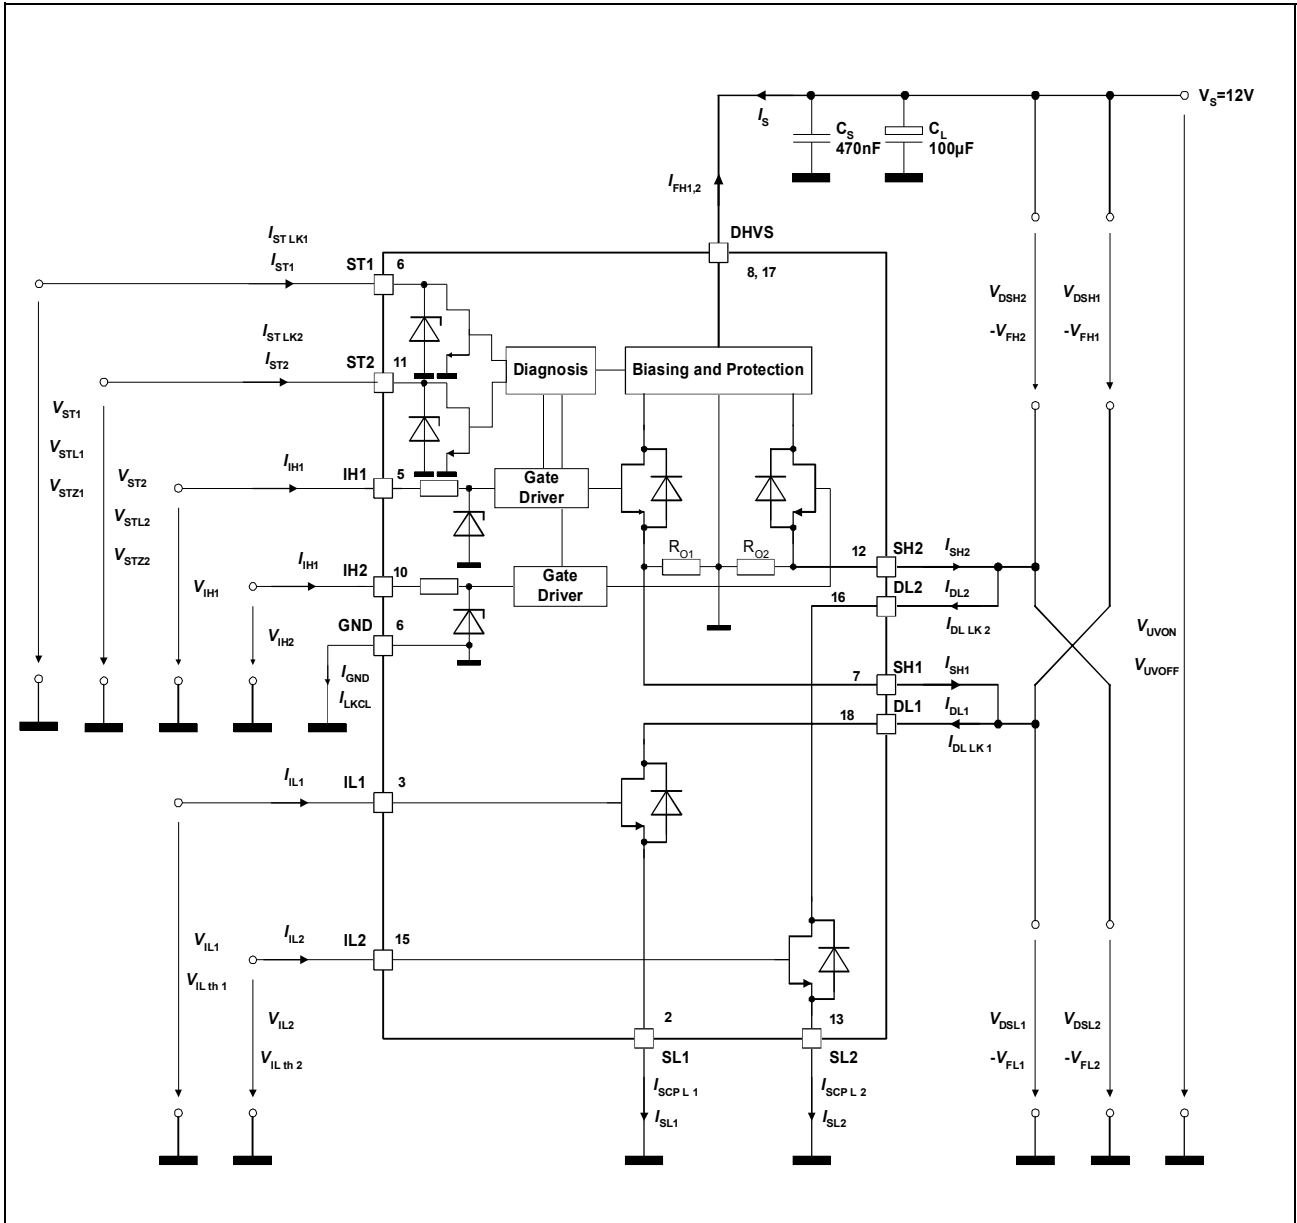 V_S=12V
I_S
C_S
470nF
C_L
100µF
I_FH1,2
DHVS
8, 17
I_ST LK1
I_ST1
ST1
6
V_DSH2
-V_FH2
V_DSH1
-V_FH1
I_ST LK2
I_ST2
ST2
11
Diagnosis
Biasing and Protection
V_ST1
V_STL1
V_STZ1
V_ST2
V_STL2
V_STZ2
I_IH1
IH1
5
Gate
Driver
R_O1
R_O2
12
SH2
I_SH2
I_IH1
IH2
10
Gate
Driver
V_IH1
V_IH2
16
DL2
I_DL2
I_DL LK 2
GND
6
I_GND
I_LKCL
V_UVON
V_UVOFF
7
SH1
I_SH1
18
DL1
I_DL1
I_DL LK 1
I_IL1
IL1
3
V_IL1
V_IL th 1
I_IL2
IL2
15
V_IL2
V_IL th 2
2
SL1
13
SL2
V_DSL1
-V_FL1
V_DSL2
-V_FL2
I_SCP L 1
I_SL1
I_SCP L 2
I_SL2